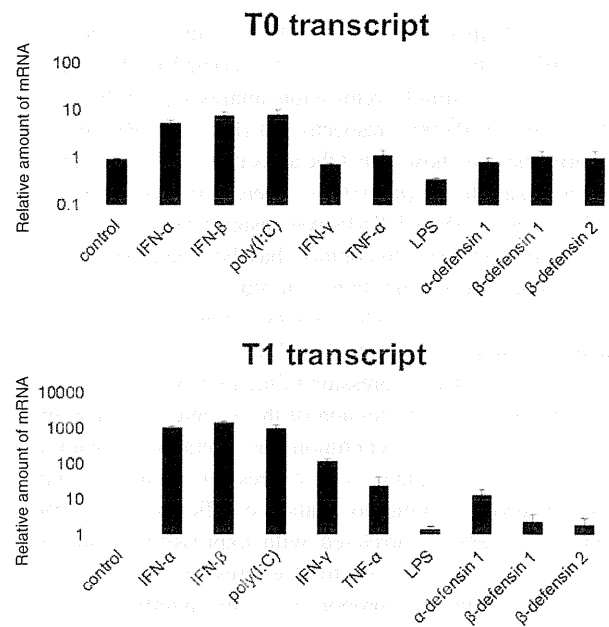 T0 transcript
Relative amount of mRNA
100
10
1
0.1
control
IFN-α
IFN-β
poly(I:C)
IFN-γ
TNF-α
LPS
α-defensin 1
β-defensin 1
β-defensin 2
T1 transcript
Relative amount of mRNA
10000
1000
100
10
1
control
IFN-α
IFN-β
poly(I:C)
IFN-γ
TNF-α
LPS
α-defensin 1
β-defensin 1
β-defensin 2